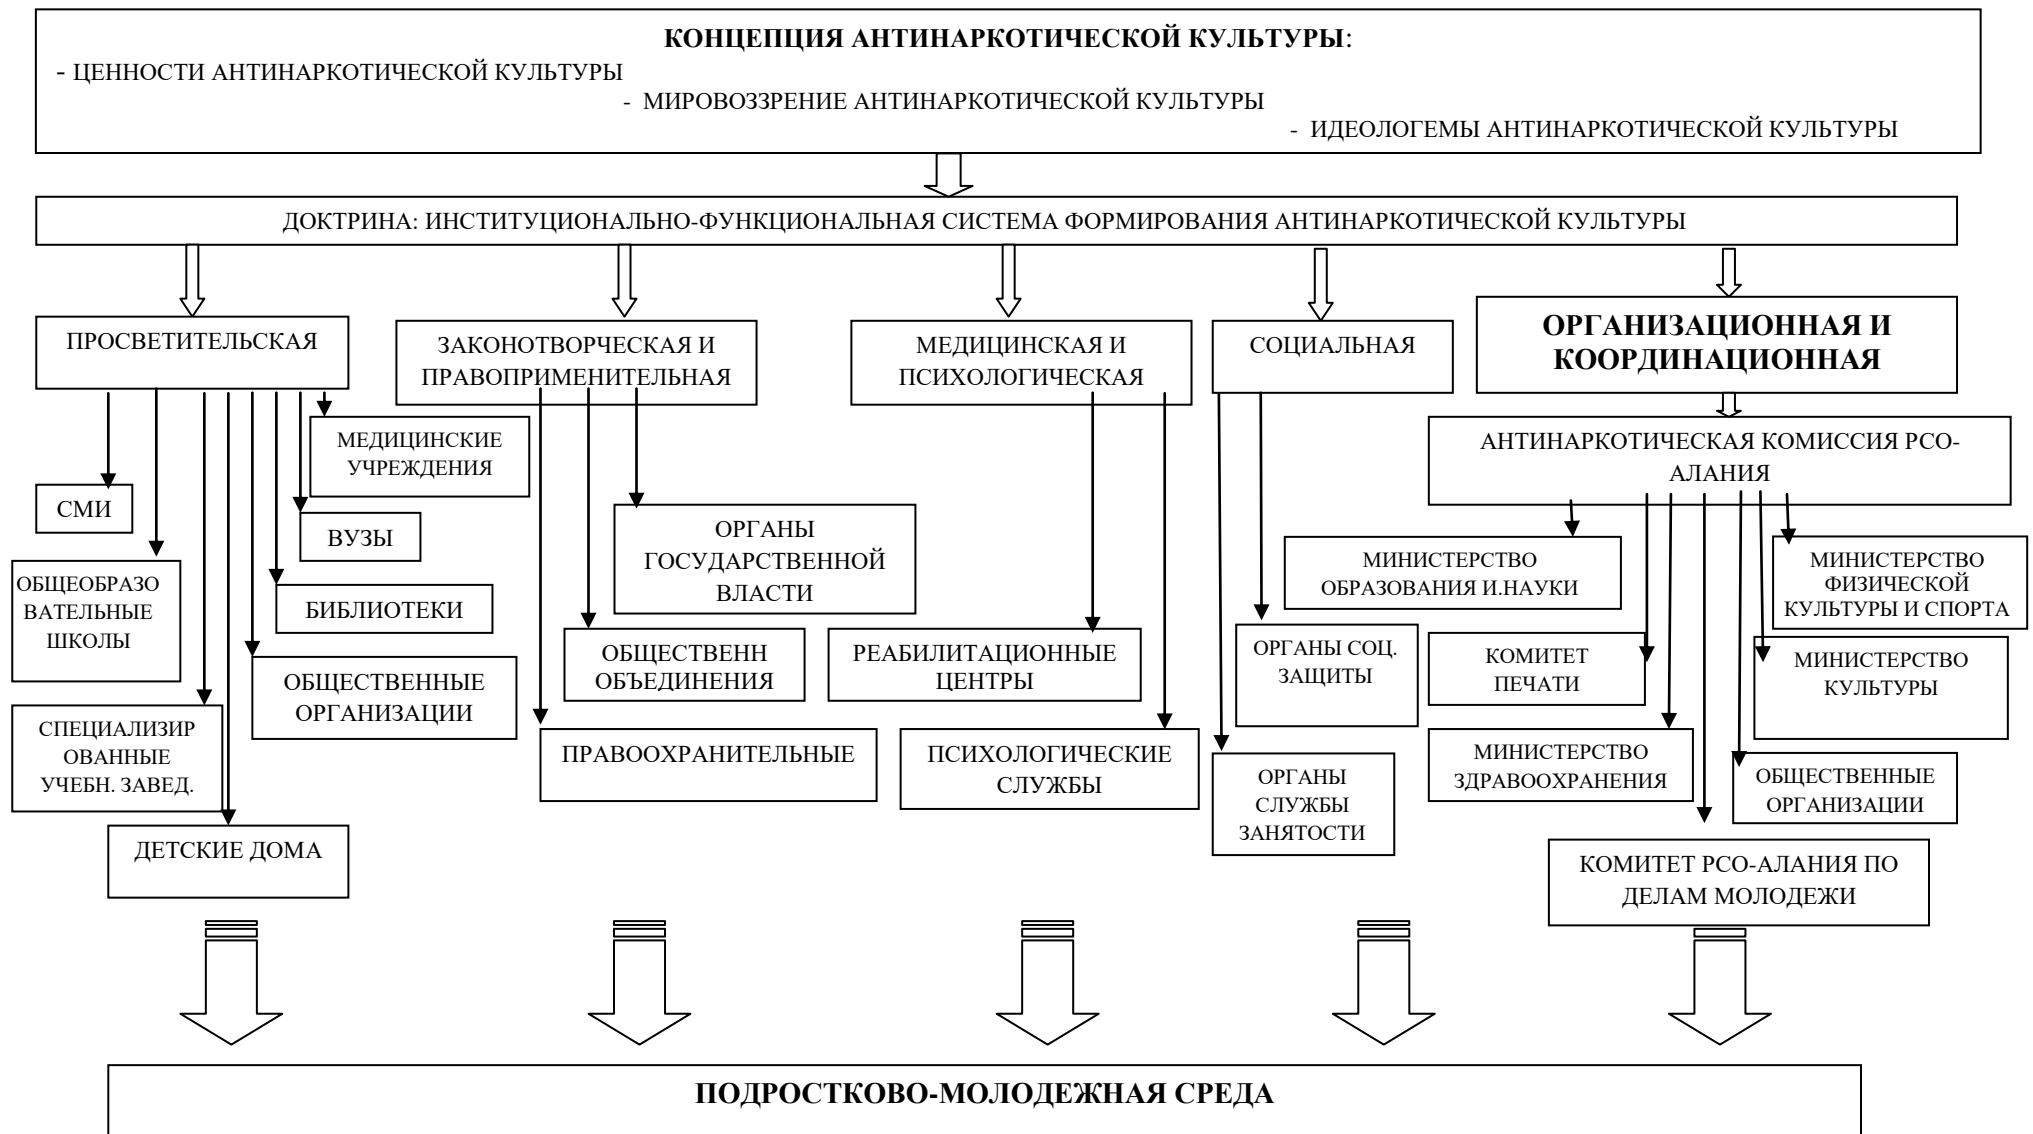 КОНЦЕПЦИЯ АНТИНАРКОТИЧЕСКОЙ КУЛЬТУРЫ:
- ЦЕННОСТИ АНТИНАРКОТИЧЕСКОЙ КУЛЬТУРЫ
- МИРОВОЗЗРЕНИЕ АНТИНАРКОТИЧЕСКОЙ КУЛЬТУРЫ
- ИДЕОЛОГЕМЫ АНТИНАРКОТИЧЕСКОЙ КУЛЬТУРЫ
ДОКТРИНА: ИНСТИТУЦИОНАЛЬНО-ФУНКЦИОНАЛЬНАЯ СИСТЕМА ФОРМИРОВАНИЯ АНТИНАРКОТИЧЕСКОЙ КУЛЬТУРЫ
ПРОСВЕТИТЕЛЬСКАЯ
ЗАКОНОТВОРЧЕСКАЯ И
ПРАВОПРИМЕНИТЕЛЬНАЯ
МЕДИЦИНСКАЯ И
ПСИХОЛОГИЧЕСКАЯ
СОЦИАЛЬНАЯ
ОРГАНИЗАЦИОННАЯ И
КООРДИНАЦИОННАЯ
МЕДИЦИНСКИЕ
УЧРЕЖДЕНИЯ
СМИ
ВУЗЫ
ОБЩЕОБРАЗО
ВАТЕЛЬНЫЕ
ШКОЛЫ
БИБЛИОТЕКИ
ОБЩЕСТВЕННЫЕ
ОРГАНИЗАЦИИ
СПЕЦИАЛИЗИР
ОВАННЫЕ
УЧЕБН. ЗАВЕД.
ДЕТСКИЕ ДОМА
ОРГАНЫ
ГОСУДАРСТВЕННОЙ
ВЛАСТИ
ОБЩЕСТВЕНН
ОБЪЕДИНЕНИЯ
ПРАВООХРАНИТЕЛЬНЫЕ
РЕАБИЛИТАЦИОННЫЕ
ЦЕНТРЫ
ПСИХОЛОГИЧЕСКИЕ
СЛУЖБЫ
ОРГАНЫ СОЦ.
ЗАЩИТЫ
ОРГАНЫ
СЛУЖБЫ
ЗАНЯТОСТИ
АНТИНАРКОТИЧЕСКАЯ КОМИССИЯ РСО-
АЛАНИЯ
МИНИСТЕРСТВО
ОБРАЗОВАНИЯ И.НАУКИ
МИНИСТЕРСТВО
ФИЗИЧЕСКОЙ
КУЛЬТУРЫ И СПОРТА
КОМИТЕТ
ПЕЧАТИ
МИНИСТЕРСТВО
КУЛЬТУРЫ
МИНИСТЕРСТВО
ЗДРАВООХРАНЕНИЯ
ОБЩЕСТВЕННЫЕ
ОРГАНИЗАЦИИ
КОМИТЕТ РСО-АЛАНИЯ ПО
ДЕЛАМ МОЛОДЕЖИ
ПОДРОСТКОВО-МОЛОДЕЖНАЯ СРЕДА